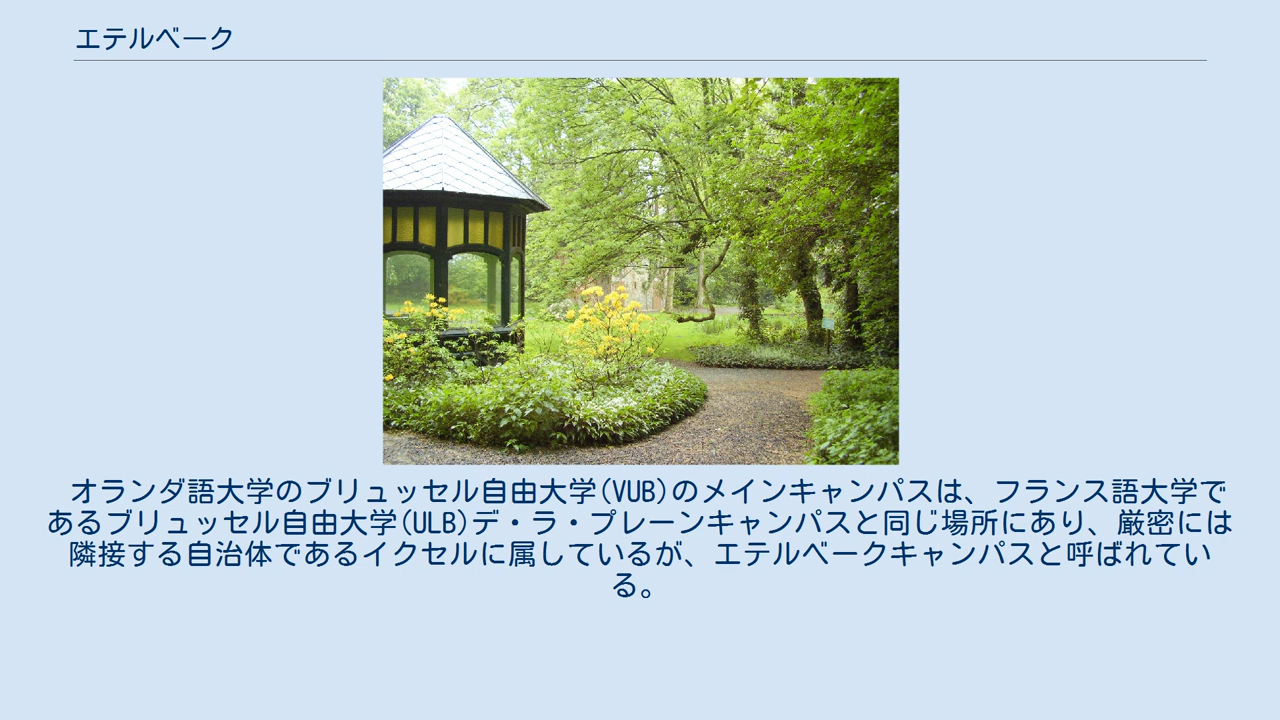 エテルベーク
オランダ語大学のブリュッセル自由大学(VUB)のメインキャンパスは、フランス語大学で
あるブリュッセル自由大学(ULB)デ・ラ・プレーンキャンパスと同じ場所にあり、厳密には
隣接する自治体であるイクセルに属しているが、エテルベークキャンパスと呼ばれてい
る。